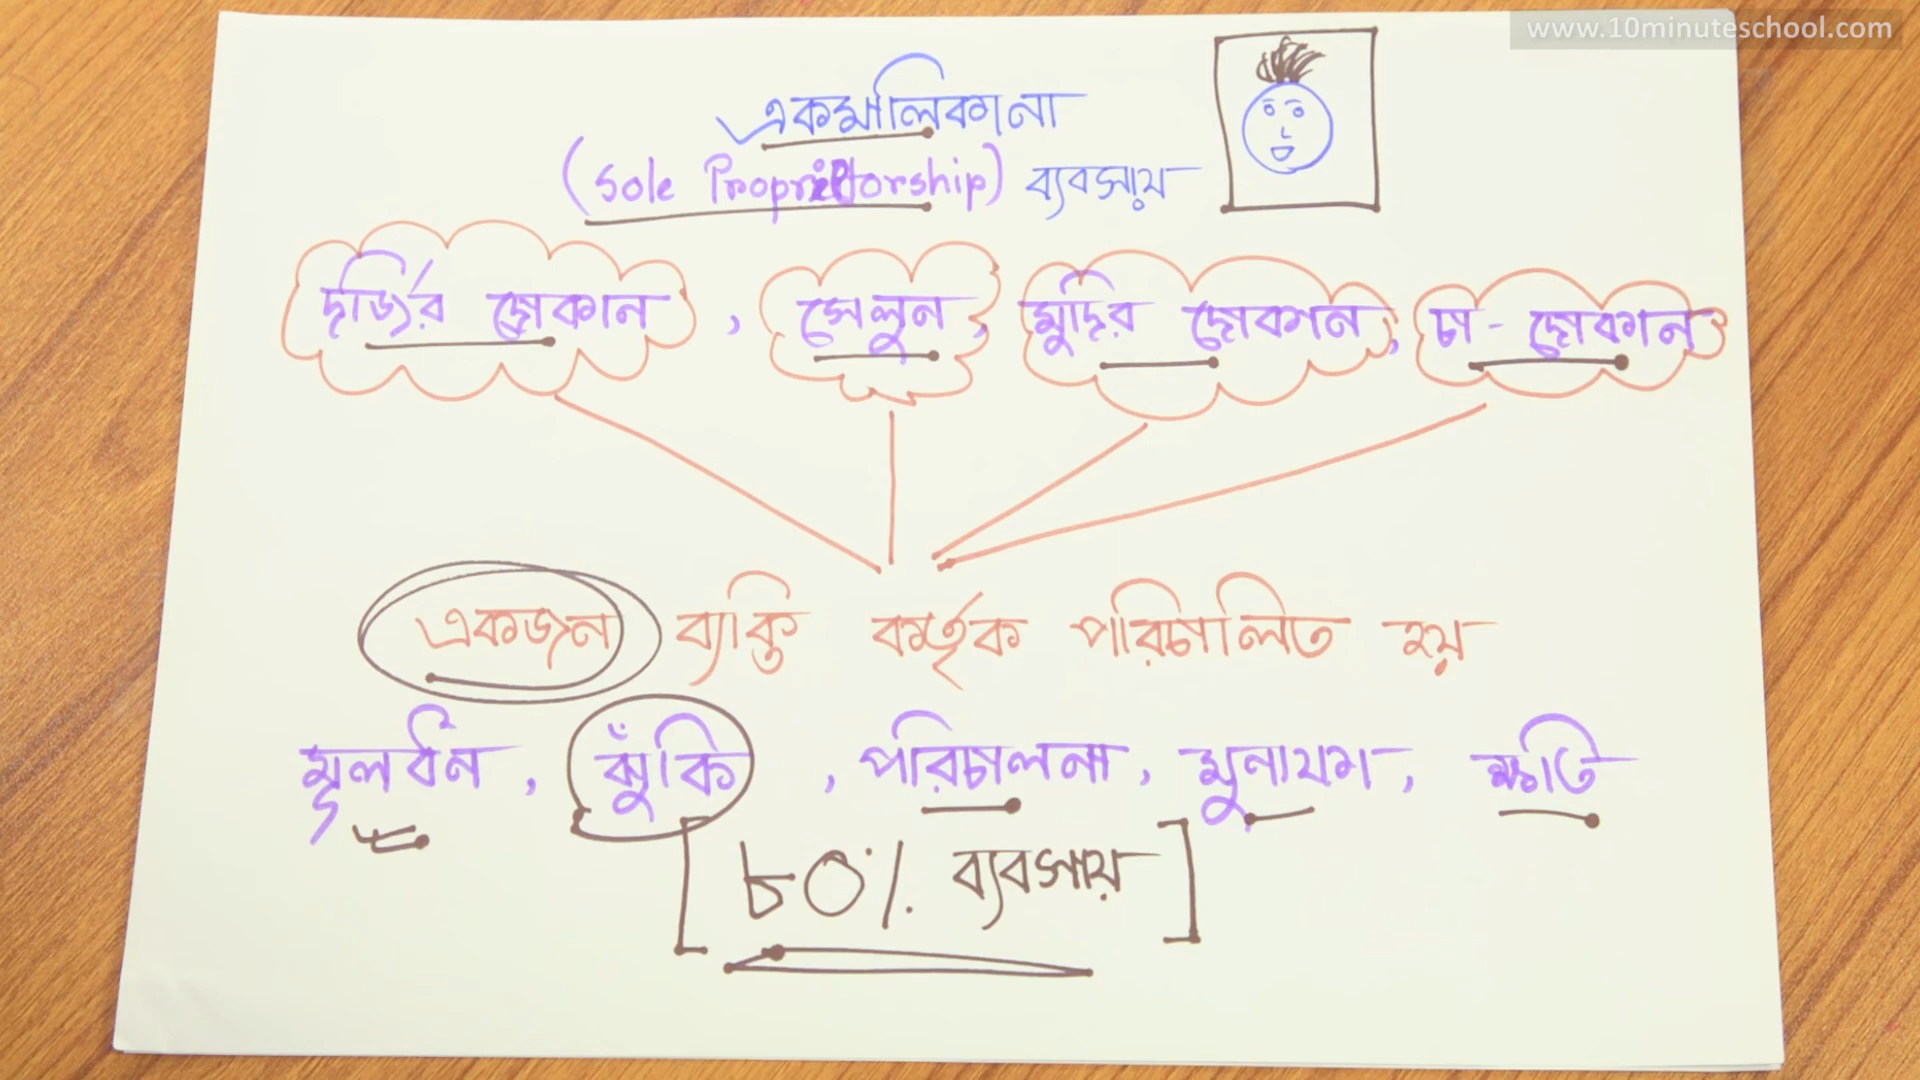 www.10minuteschool.com
একমালিকানা
(Sole Proprietorship) ব্যবসায়
দর্জির দোকান, সেলুন, মুদির দোকান, চা-দোকান
একজন ব্যক্তি কর্তৃক পরিচালিত হয়
মূলধন, ঝুঁকি, পরিচালনা, মুনাফা, ক্ষতি
[৮০% ব্যবসায়]